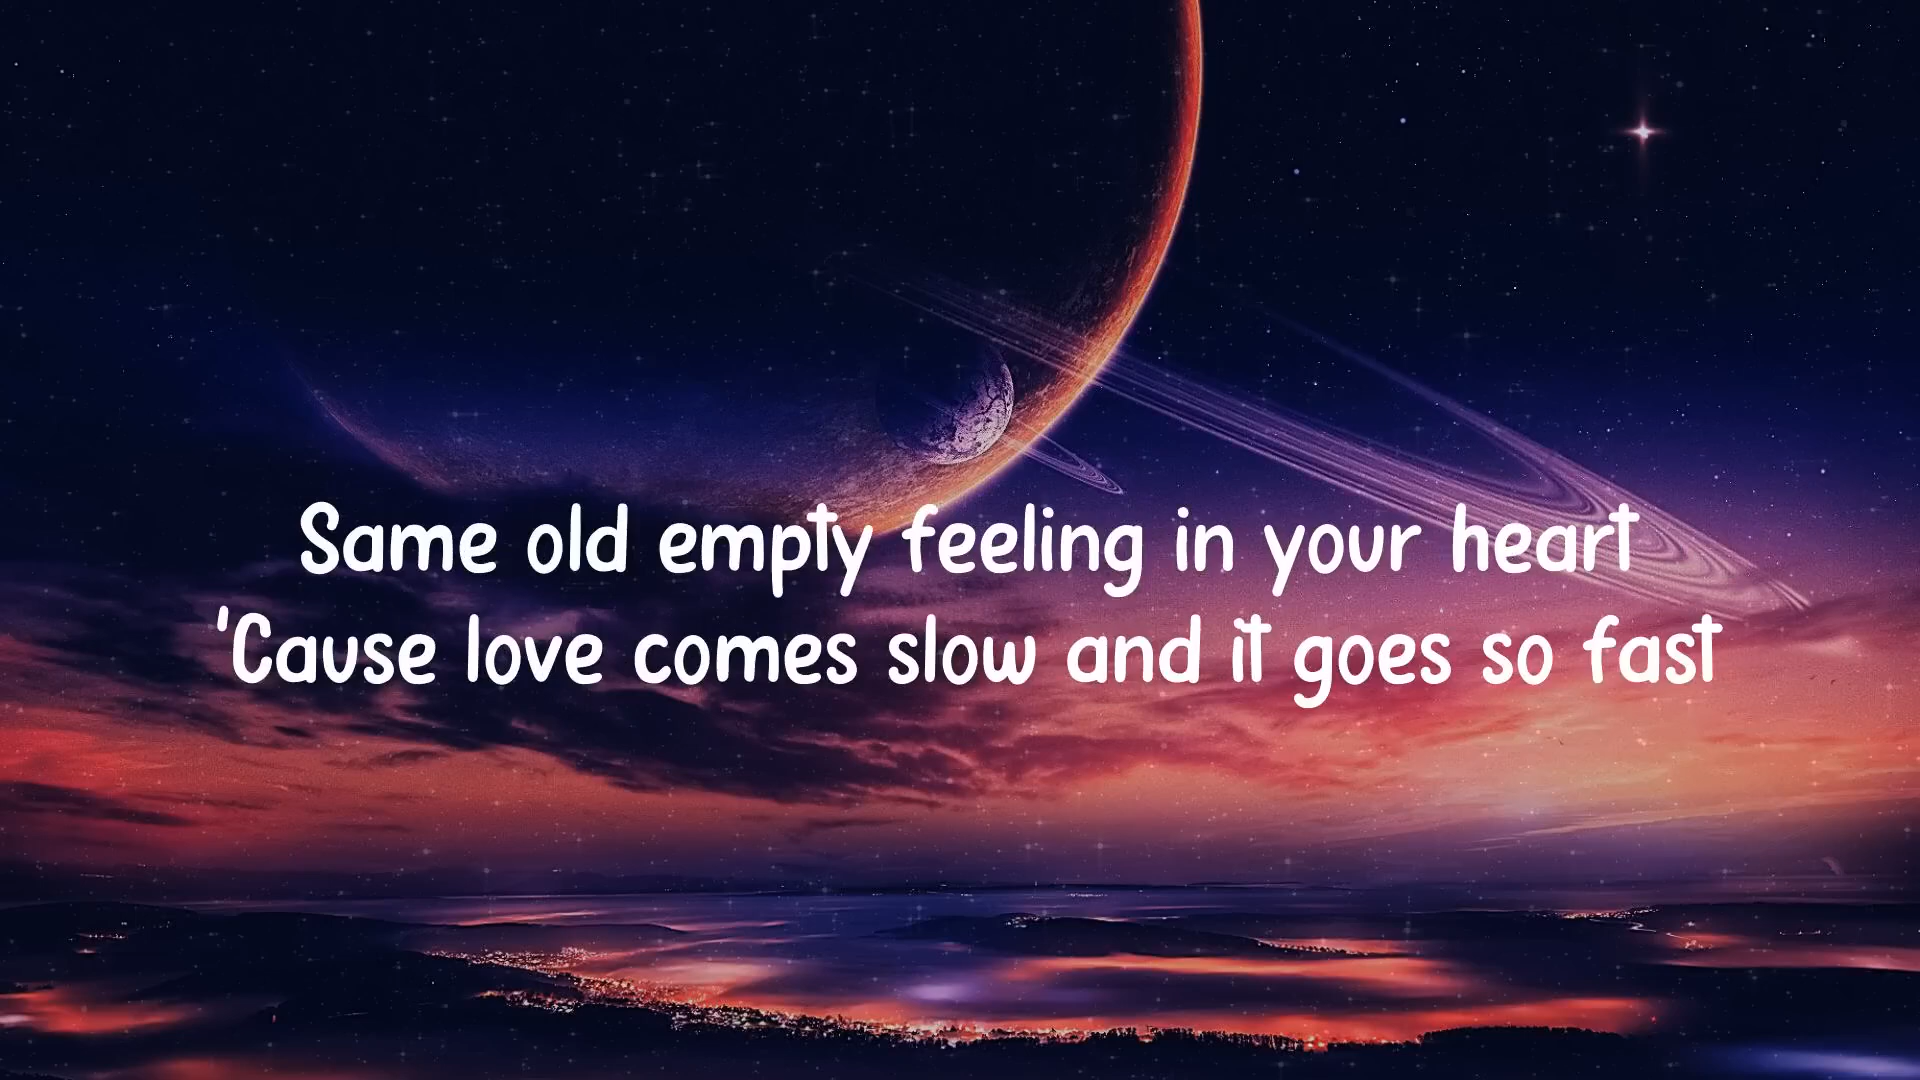 Same old empty feeling in your heart
'Cause love comes slow and it goes so fast